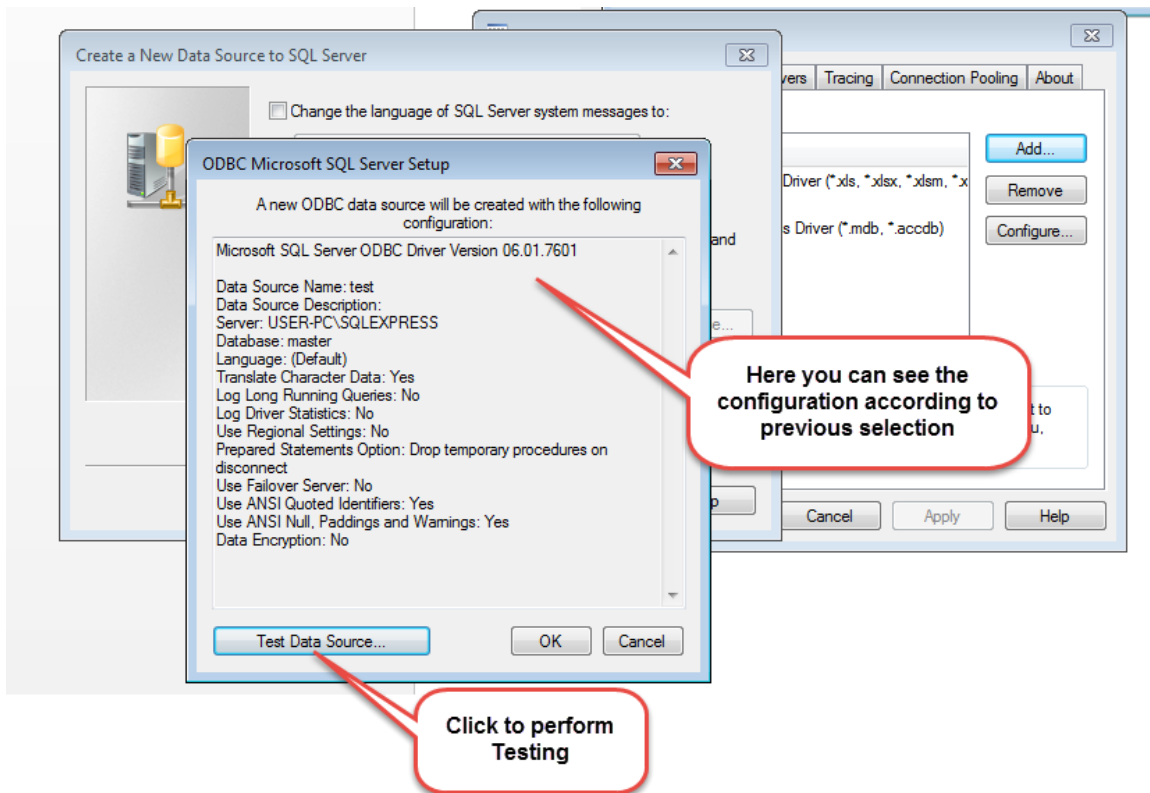 Create a New Data Source to SQL Server
Change the language of SQL Server system messages to:
Tracing
Connection Pooling
About
Add...
Driver (*.xls, *.xlsx, *.xlsm, *.x
Remove
s Driver (*.mdb, *.accdb)
Configure...
and
e...
t to
u,
p
Cancel
Apply
Help
ODBC Microsoft SQL Server Setup
A new ODBC data source will be created with the following
configuration:
Microsoft SQL Server ODBC Driver Version 06.01.7601
Data Source Name: test
Data Source Description:
Server: USER-PC\SQLEXPRESS
Database: master
Language: (Default)
Translate Character Data: Yes
Log Long Running Queries: No
Log Driver Statistics: No
Use Regional Settings: No
Prepared Statements Option: Drop temporary procedures on
disconnect
Use Failover Server: No
Use ANSI Quoted Identifiers: Yes
Use ANSI Null, Paddings and Warnings: Yes
Data Encryption: No
Test Data Source...
OK
Cancel
Here you can see the
configuration according to
previous selection
Click to perform
Testing